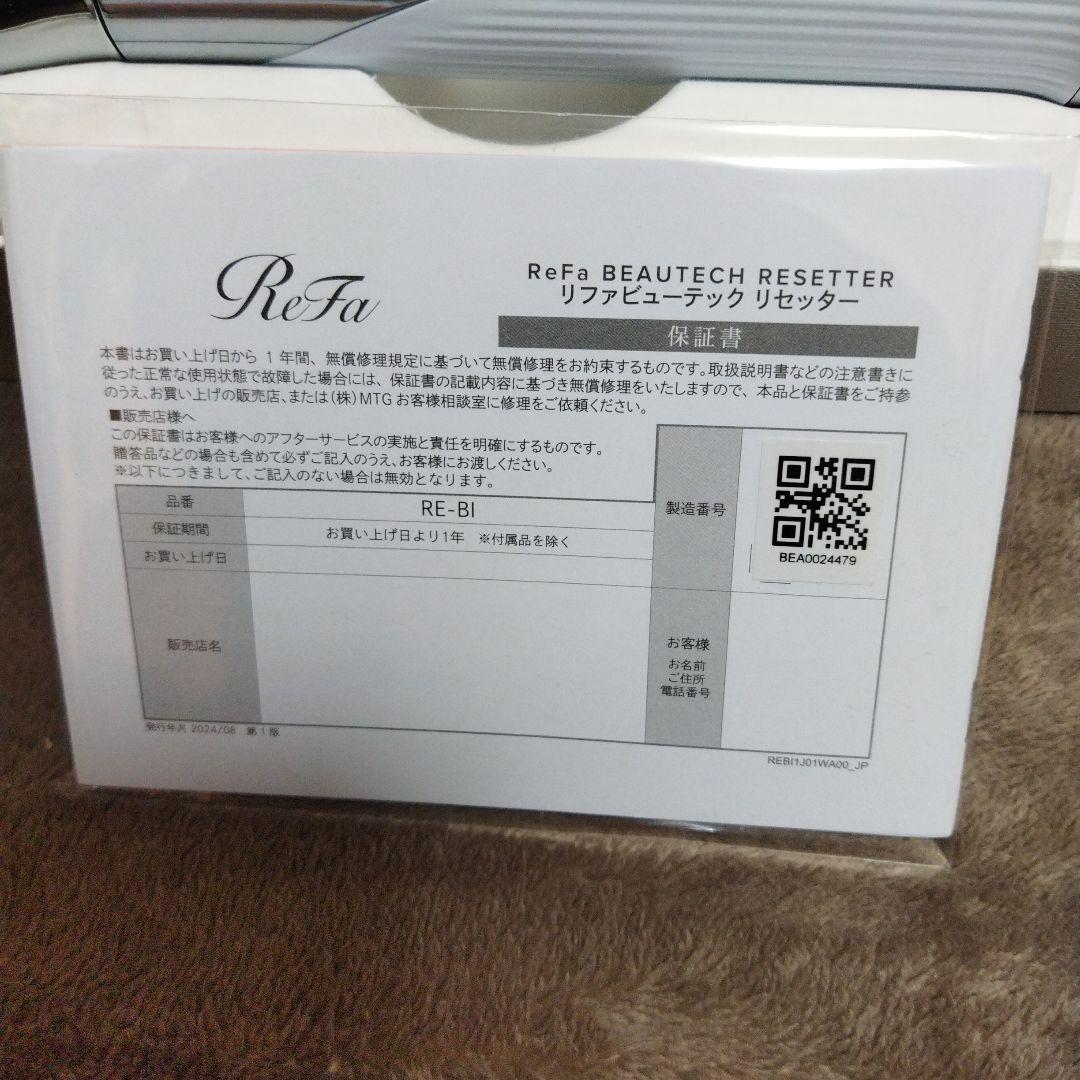 ReFa
ReFa BEAUTECH RESETTER
リファビューテック リセッター
保証書
本書はお買い上げ日から 1 年間、無償修理規定に基づいて無償修理をお約束するものです。取扱説明書などの注意書きに
従った正常な使用状態で故障した場合には、保証書の記載内容に基づき無償修理をいたしますので、本品と保証書をご持参
のうえ、お買い上げの販売店、または(株)MTG お客様相談室に修理をご依頼ください。
■販売店様へ
この保証書はお客様へのアフターサービスの実施と責任を明確にするものです。
贈答品などの場合も含めて必ずご記入のうえ、お客様にお渡しください。
※以下につきまして、ご記入のない場合は無効となります。
品番
RE-BI
保証期間
お買い上げ日より1年 ※付属品を除く
お買い上げ日
製造番号
BEA0024479
販売店名
お客様
お名前
ご住所
電話番号
発行年月 2024/08 第1版
REBI1J01WA00_JP